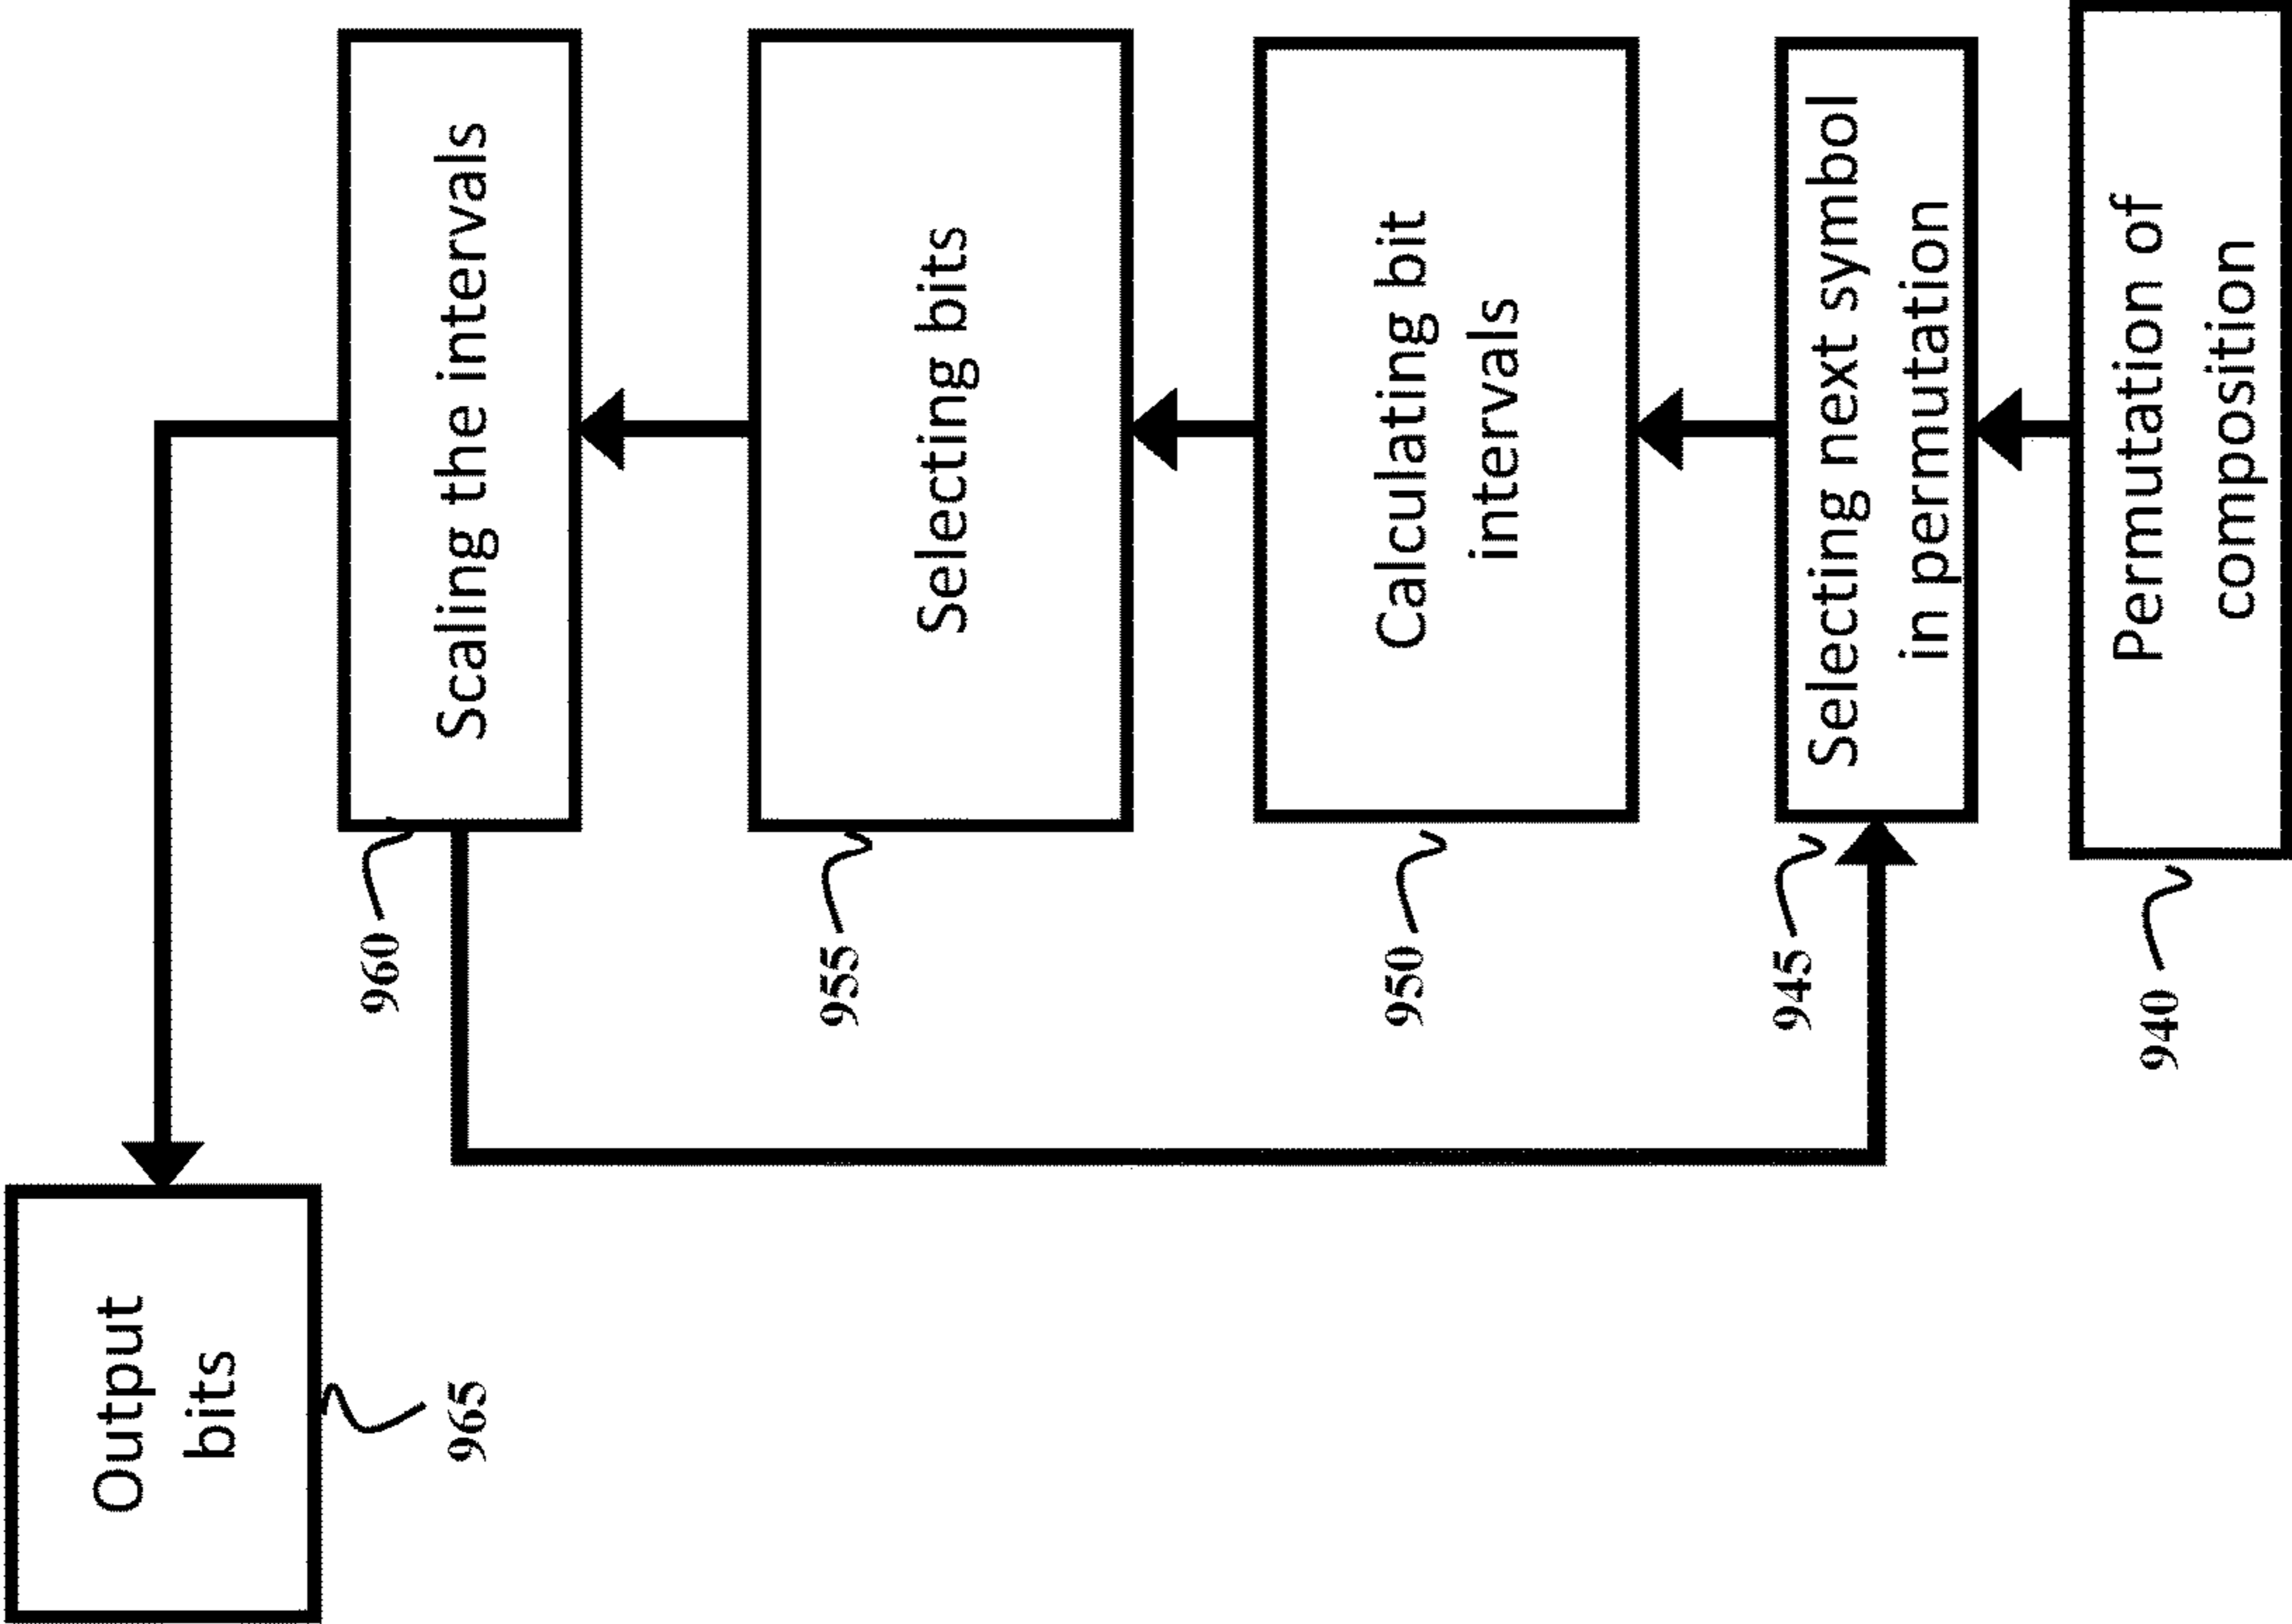 Permutation of
composition
940
Selecting next symbol
in permutation
945
Calculating bit
intervals
950
Selecting bits
955
Scaling the intervals
960
Output
bits
965